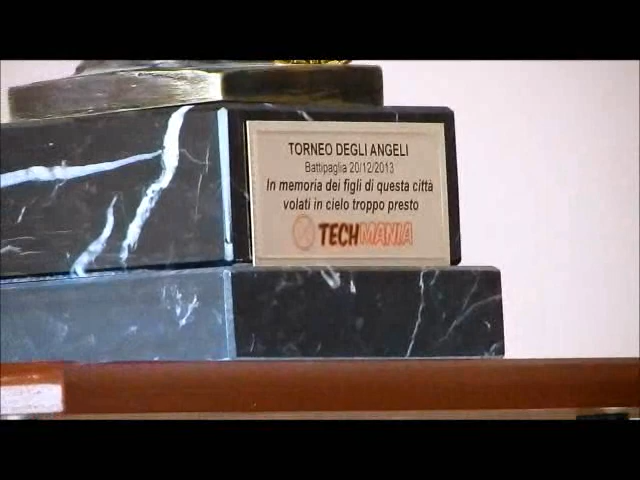 TORNEO DEGLI ANGELI
Battipaglia 20/12/2013
In memoria dei figli di questa città
volati in cielo troppo presto
TECHMANIA